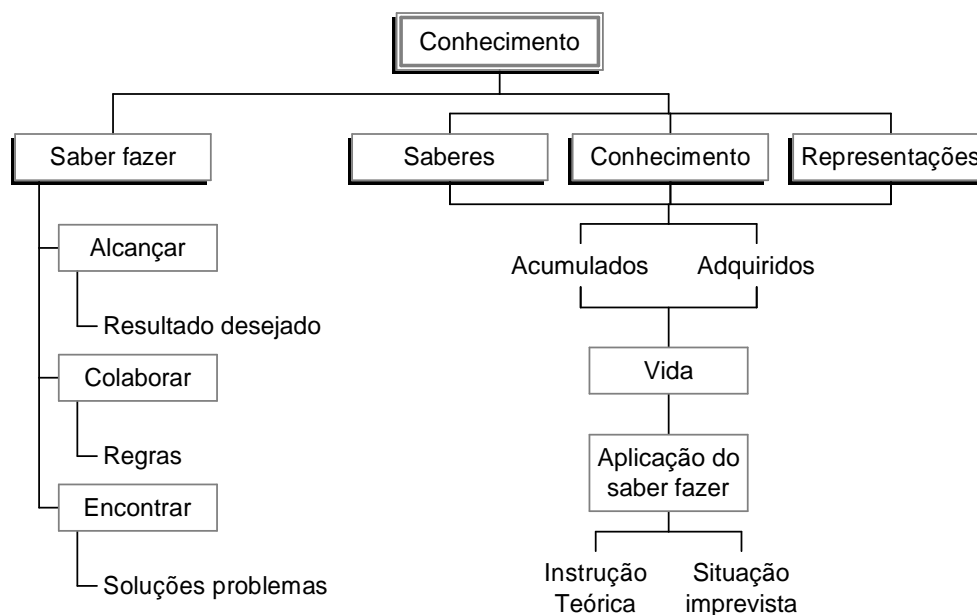 Conhecimento
Saber fazer
Saberes
Conhecimento
Representações
Alcançar
Resultado desejado
Colaborar
Regras
Encontrar
Soluções problemas
Acumulados
Adquiridos
Vida
Aplicação do
saber fazer
Instrução
Teórica
Situação
imprevista